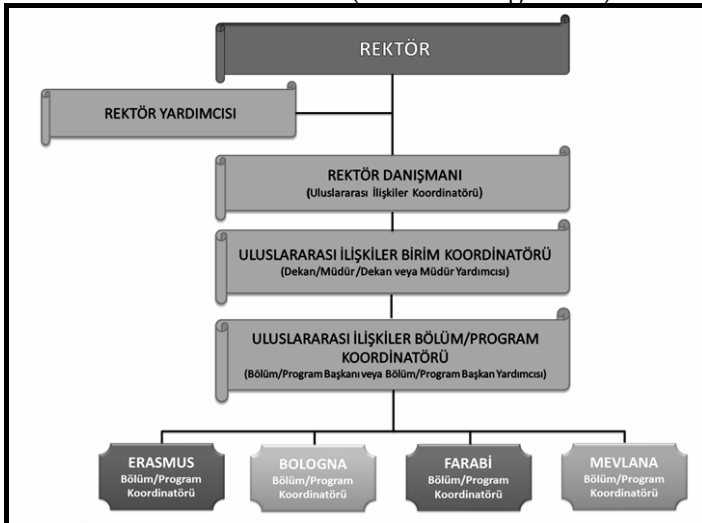 REKTÖR
REKTÖR YARDIMCISI
REKTÖR DANIŞMANI
(Uluslararası İlişkiler Koordinatörü)
ULUSLARARASI İLİŞKİLER BİRİM KOORDİNATÖRÜ
(Dekan/Müdür/Dekan veya Müdür Yardımcısı)
ULUSLARARASI İLİŞKİLER BÖLÜM/PROGRAM
KOORDİNATÖRÜ
(Bölüm/Program Başkanı veya Bölüm/Program Başkan Yardımcısı)
ERASMUS
Bölüm/Program
Koordinatörü
BOLOGNA
Bölüm/Program
Koordinatörü
FARABİ
Bölüm/Program
Koordinatörü
MEVLANA
Bölüm/Program
Koordinatörü